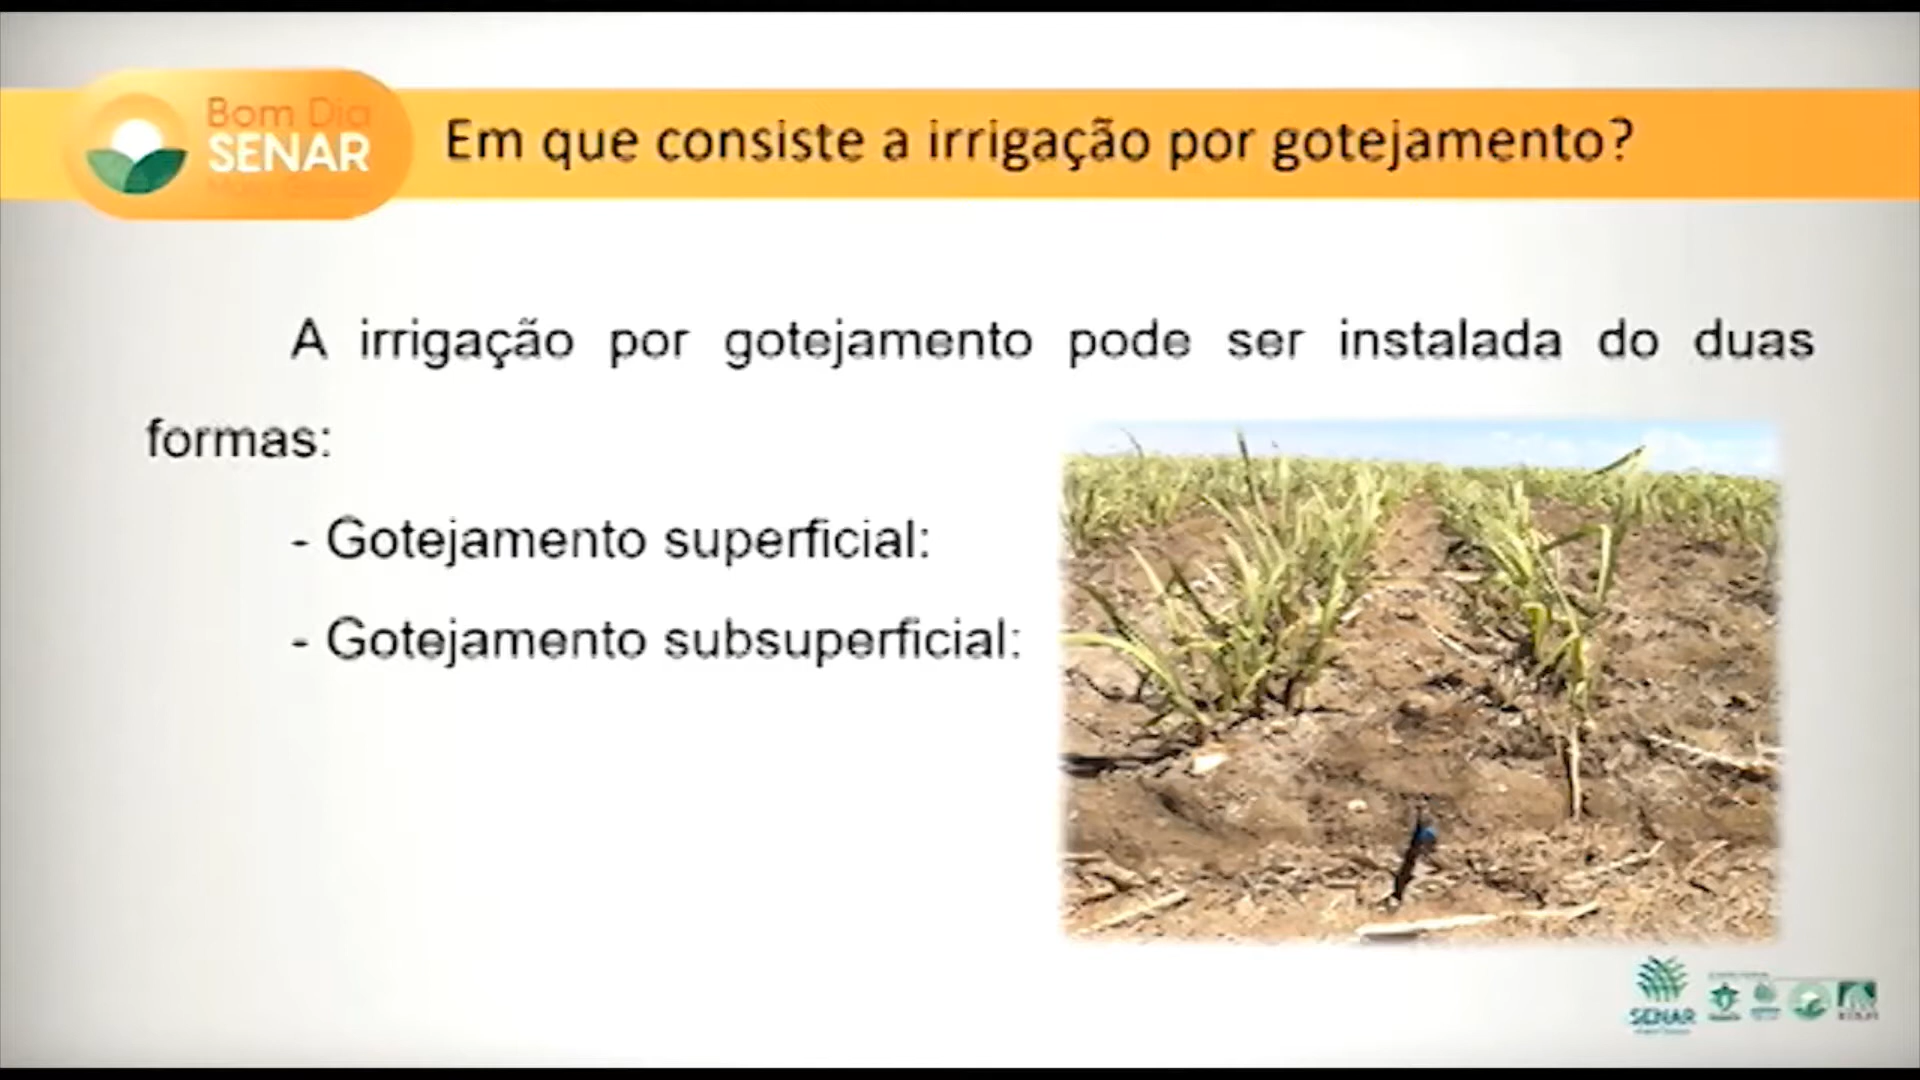 Bom Dia
SENAR
Em que consiste a irrigação por gotejamento?
A irrigação por gotejamento pode ser instalada do duas
formas:
- Gotejamento superficial:
- Gotejamento subsuperficial:
SENAR